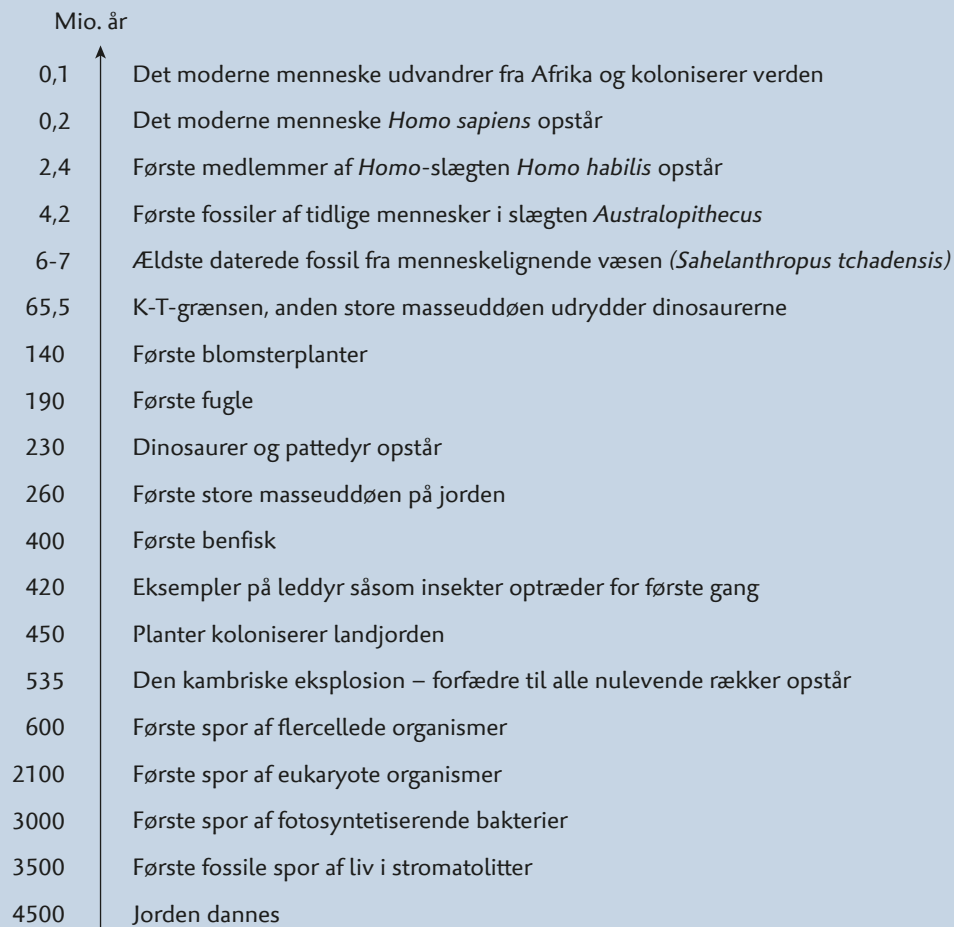 Mio. år
0,1 Det moderne menneske udvandrer fra Afrika og koloniserer verden
0,2 Det moderne menneske Homo sapiens opstår
2,4 Første medlemmer af Homo-slægten Homo habilis opstår
4,2 Første fossiler af tidlige mennesker i slægten Australopithecus
6-7 Ældste daterede fossil fra menneskelignende væsen (Sahelanthropus tchadensis)
65,5 K-T-grænsen, anden store masseuddøen udrydder dinosaurerne
140 Første blomsterplanter
190 Første fugle
230 Dinosaurer og pattedyr opstår
260 Første store masseuddøen på jorden
400 Første benfisk
420 Eksempler på leddyr såsom insekter optræder for første gang
450 Planter koloniserer landjorden
535 Den kambriske eksplosion – forfædre til alle nulevende rækker opstår
600 Første spor af flercellede organismer
2100 Første spor af eukaryote organismer
3000 Første spor af fotosyntetiserende bakterier
3500 Første fossile spor af liv i stromatolitter
4500 Jorden dannes